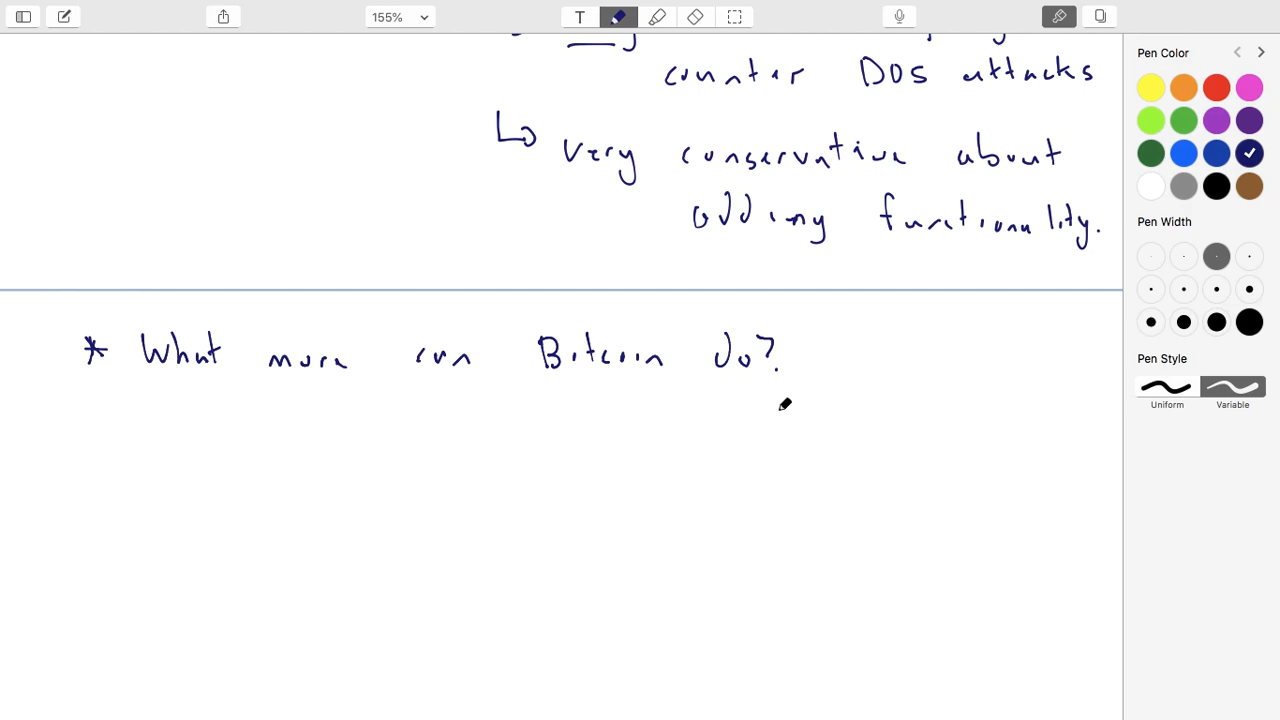 155%
T
Pen Color
counter DOS attacks
very conservative about
adding functionality.
Pen Width
* What more can Bitcoin do?
Pen Style
Uniform Variable